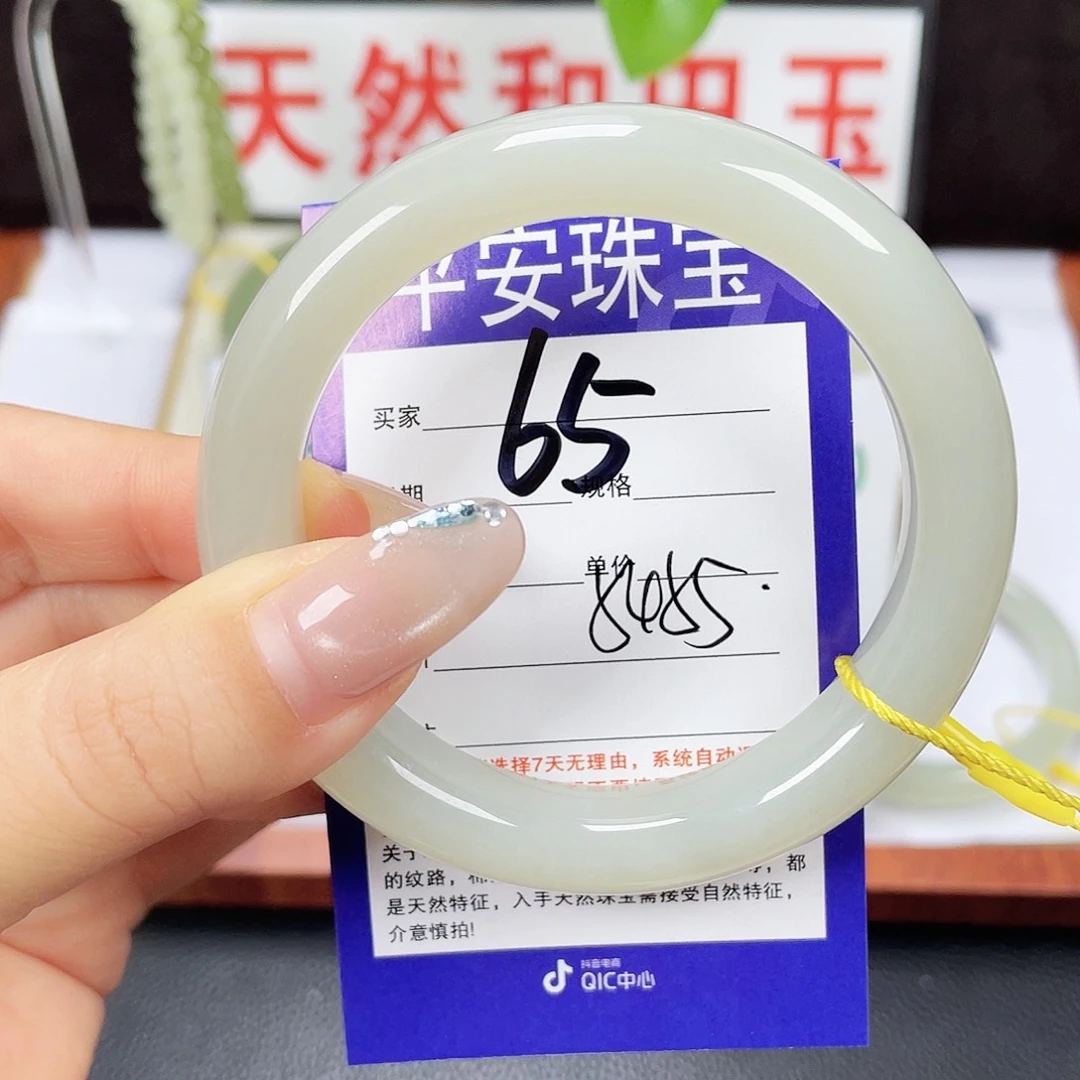 天然和田玉
平安珠宝
买家 65
期 规格
单价
8485.
选择7天无理由，系统自动
关于
的纹路，
，都
是天然特征，入手天然珠宝需接受自然特征，
介意慎拍!
抖音电商
QIC中心